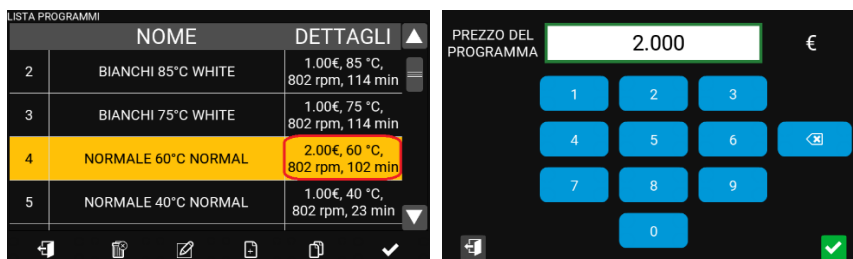 LISTA PROGRAMMI
NOME DETTAGLI
2 BIANCHI 85°C WHITE 1.00€, 85 °C,
802 rpm, 114 min
3 BIANCHI 75°C WHITE 1.00€, 75 °C,
802 rpm, 114 min
4 NORMALE 60°C NORMAL 2.00€, 60 °C,
802 rpm, 102 min
5 NORMALE 40°C NORMAL 1.00€, 40 °C,
802 rpm, 23 min
PREZZO DEL
PROGRAMMA
2.000 €
1 2 3
4 5 6
7 8 9
0